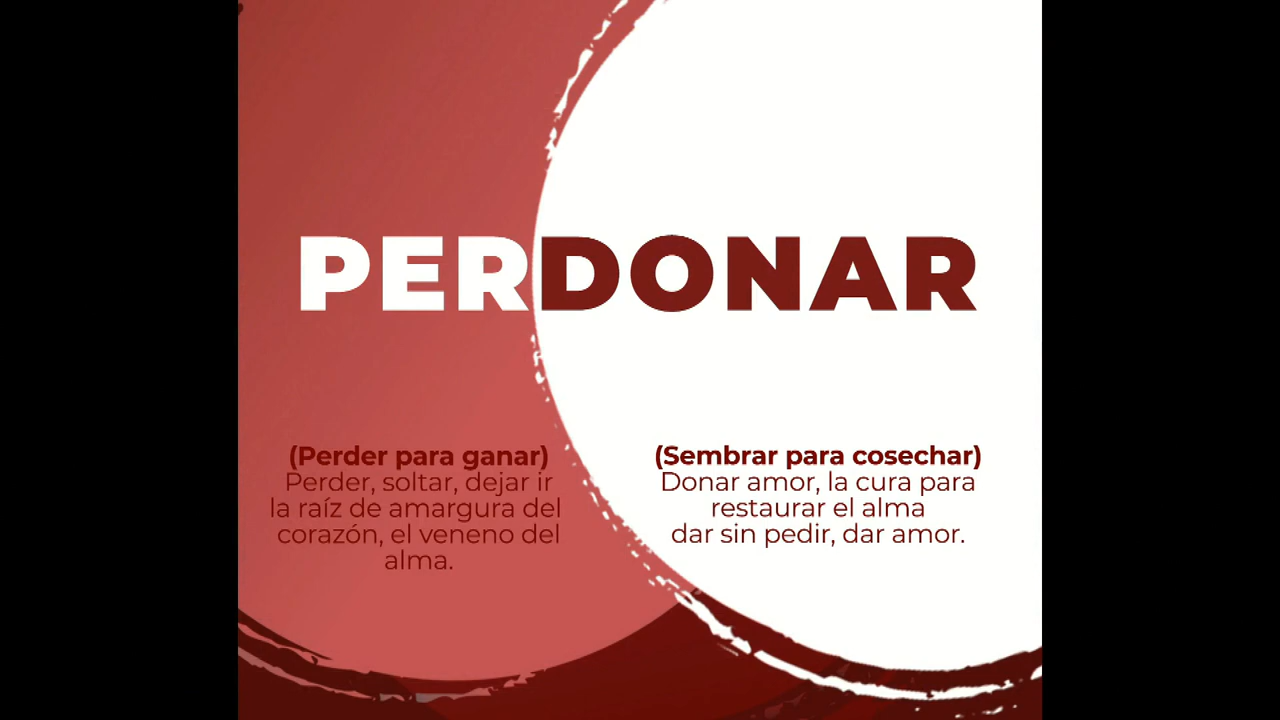 PERDONAR
(Perder para ganar)
Perder, soltar, dejar ir
la raíz de amargura del
corazón, el veneno del
alma.
(Sembrar para cosechar)
Donar amor, la cura para
restaurar el alma
dar sin pedir, dar amor.